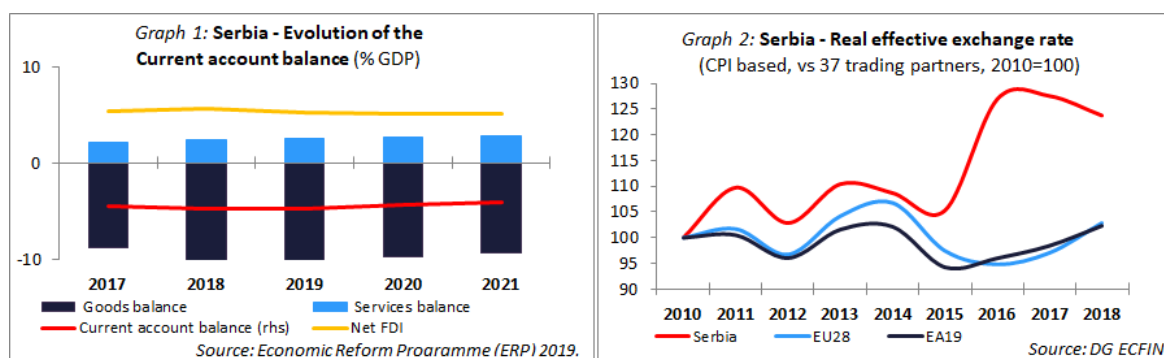 Graph 1: Serbia - Evolution of the
Current account balance (% GDP)
10
0
-10
2017 2018 2019 2020 2021
Goods balance Services balance
Current account balance (rhs) Net FDI
Source: Economic Reform Programme (ERP) 2019.
Graph 2: Serbia - Real effective exchange rate
(CPI based, vs 37 trading partners, 2010=100)
130
125
120
115
110
105
100
95
90
2010 2011 2012 2013 2014 2015 2016 2017 2018
Serbia EU28 EA19
Source: DG ECFIN